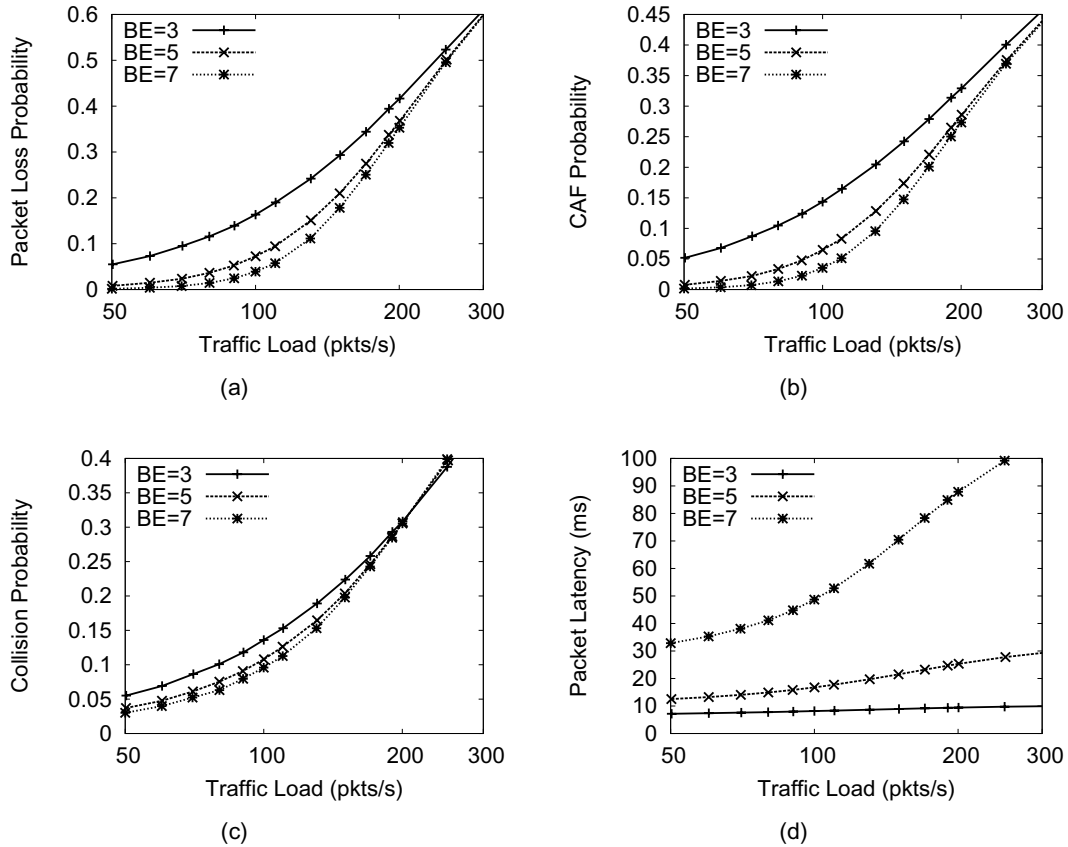 Packet Loss Probability
0.6
0.5
0.4
0.3
0.2
0.1
0
BE=3
BE=5
BE=7
50 100 200 300
Traffic Load (pkts/s)
(a)
CAF Probability
0.45
0.4
0.35
0.3
0.25
0.2
0.15
0.1
0.05
0
BE=3
BE=5
BE=7
50 100 200 300
Traffic Load (pkts/s)
(b)
Collision Probability
0.4
0.35
0.3
0.25
0.2
0.15
0.1
0.05
0
BE=3
BE=5
BE=7
50 100 200 300
Traffic Load (pkts/s)
(c)
Packet Latency (ms)
100
90
80
70
60
50
40
30
20
10
0
BE=3
BE=5
BE=7
50 100 200 300
Traffic Load (pkts/s)
(d)